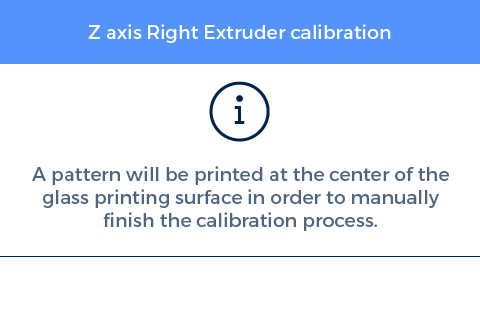 Z axis Right Extruder calibration
i
A pattern will be printed at the center of the
glass printing surface in order to manually
finish the calibration process.